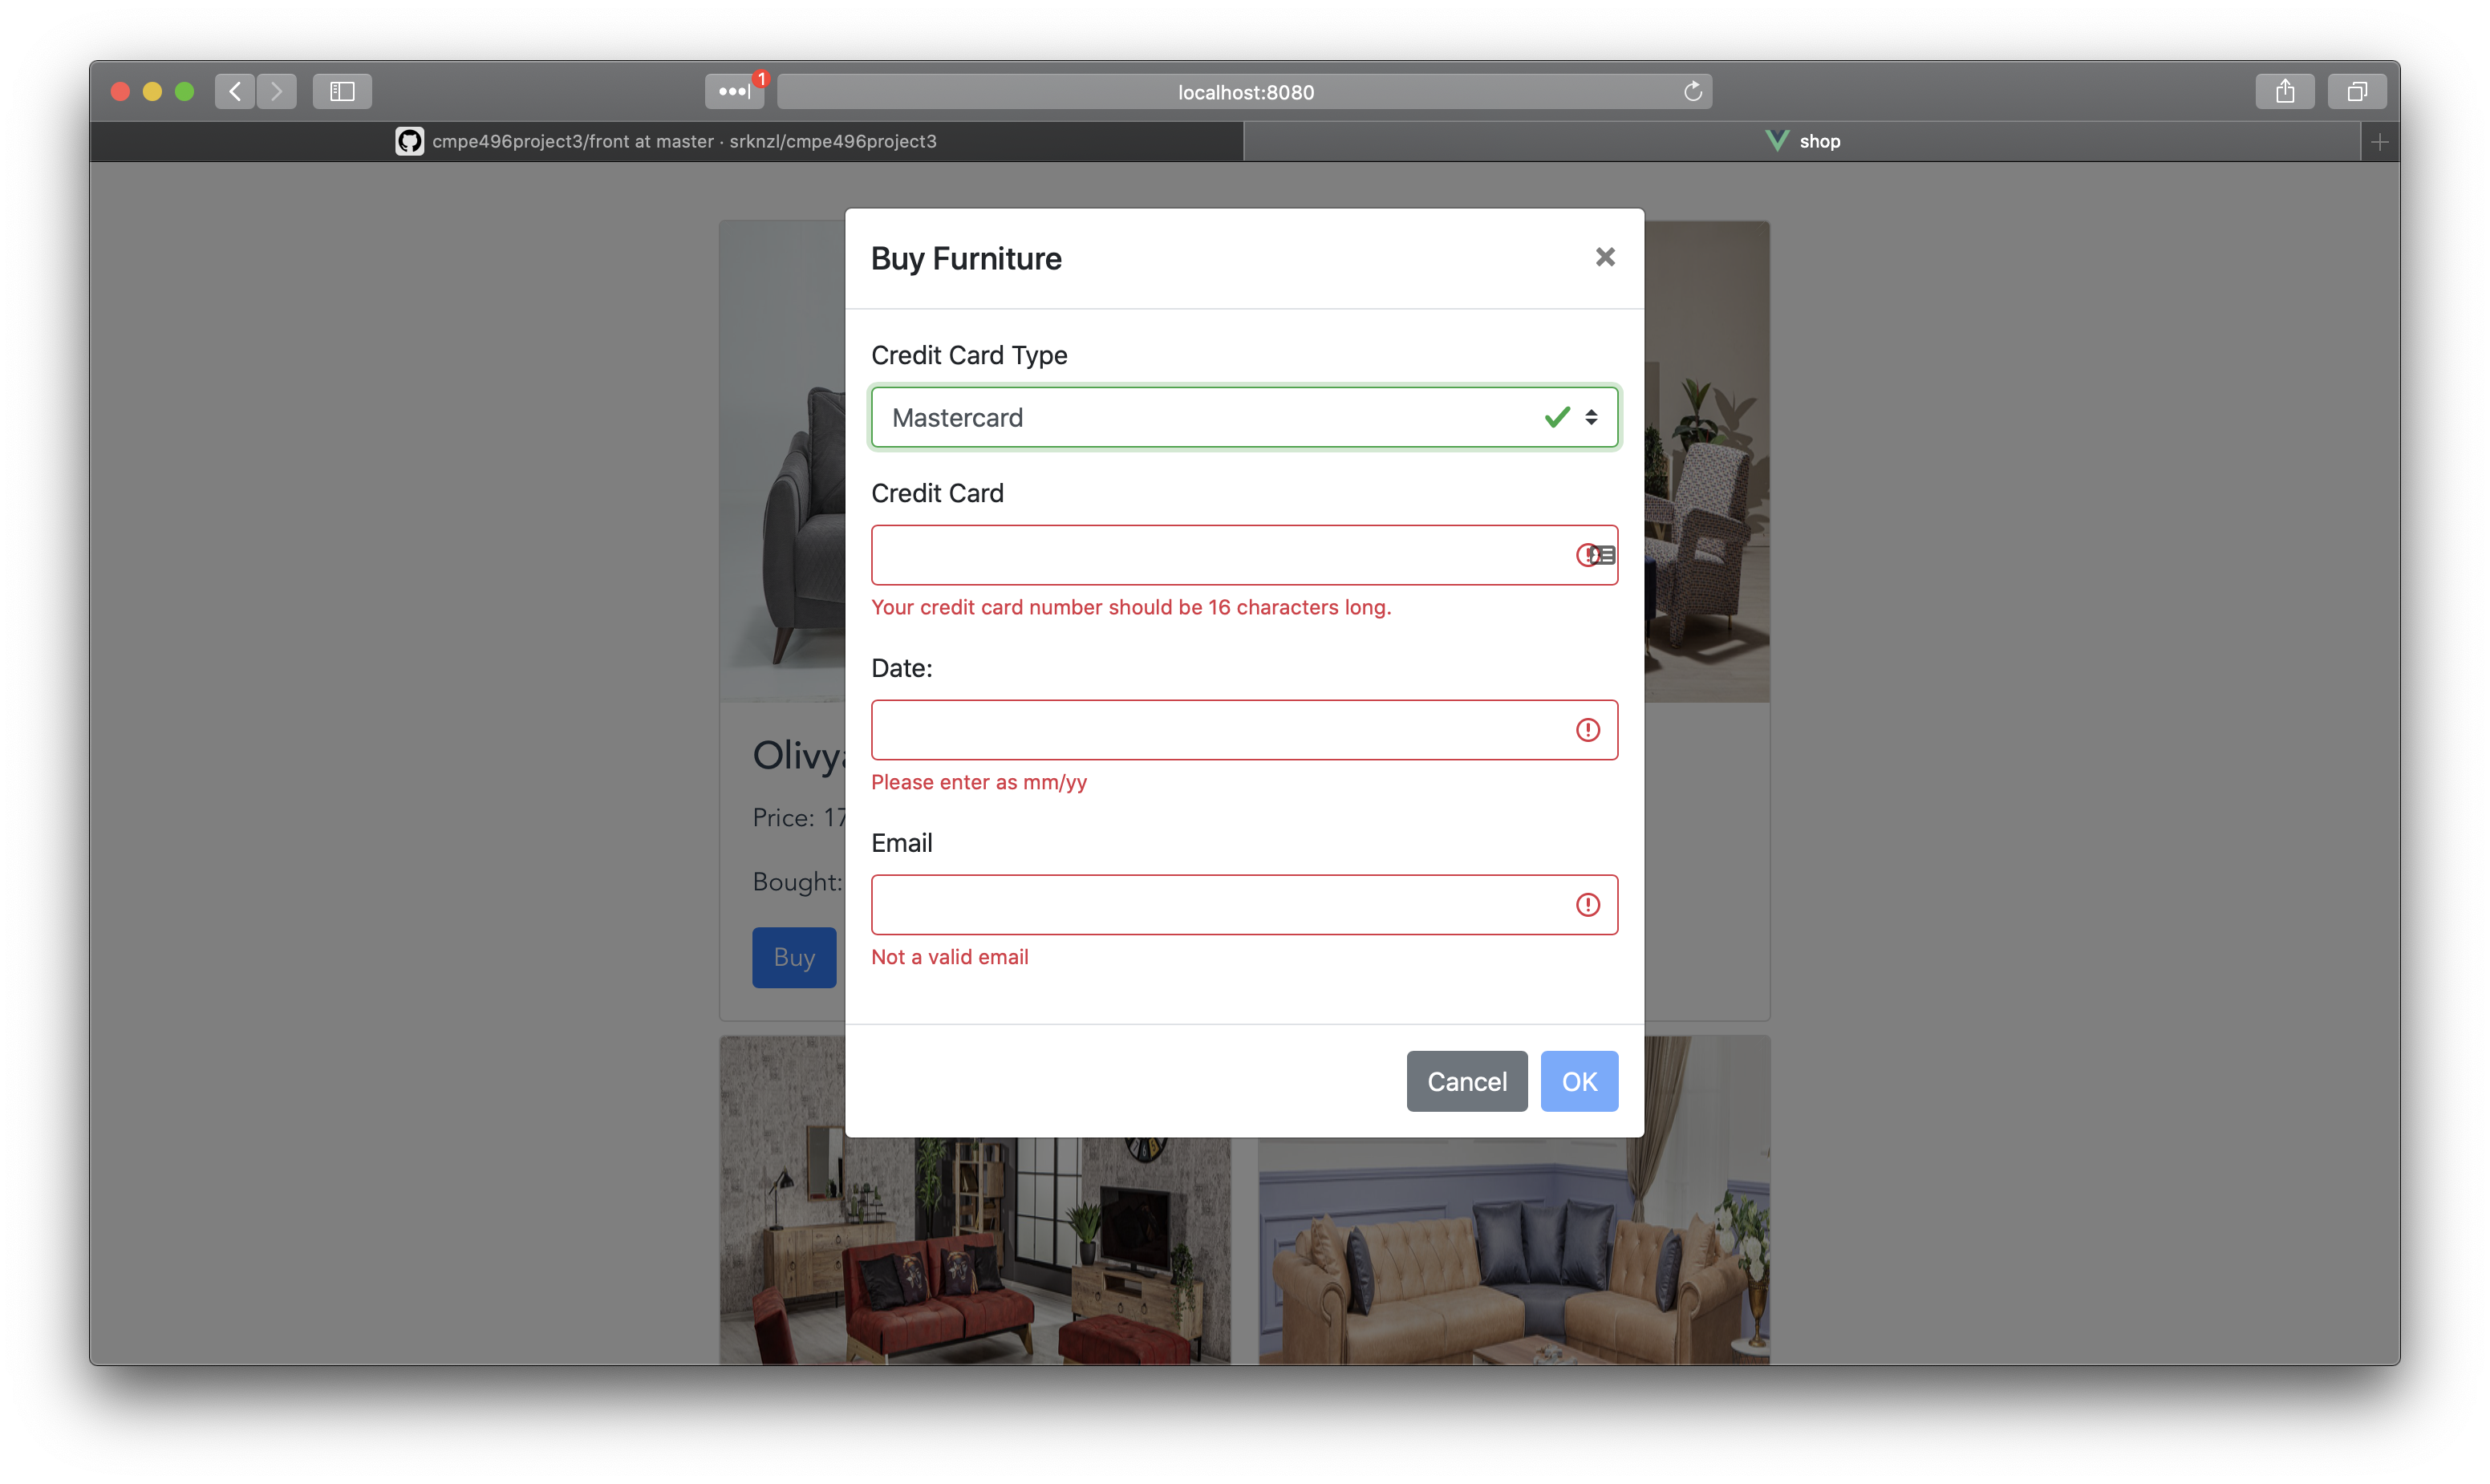 1
localhost:8080
cmpe496project3/front at master · srknzl/cmpe496project3
shop
Buy Furniture
Credit Card Type
Mastercard
Credit Card
Your credit card number should be 16 characters long.
Date:
Please enter as mm/yy
Email
Not a valid email
Cancel
OK
Olivya
Price: 17
Bought:
Buy